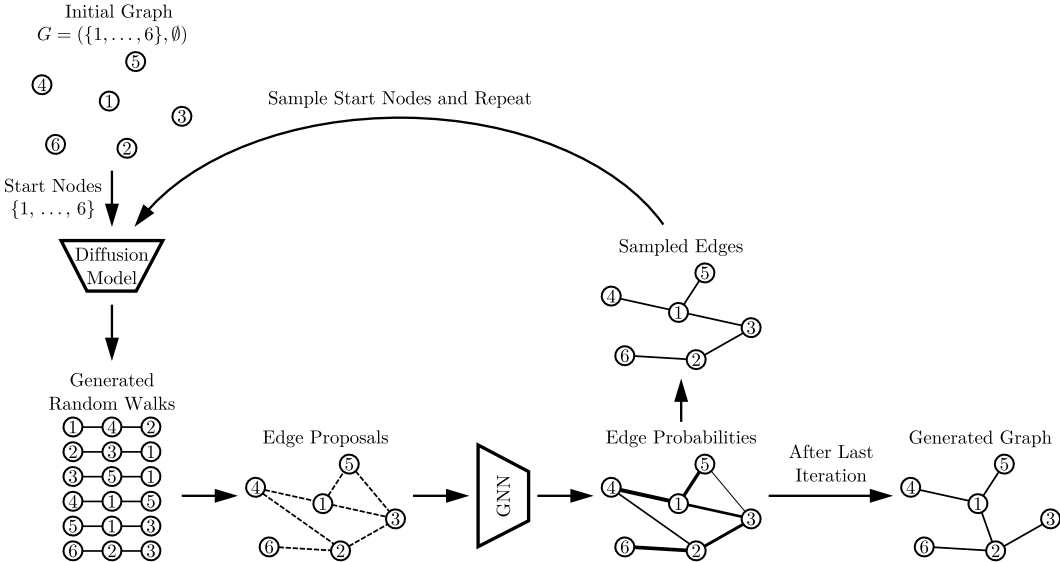 Initial Graph
G = ({1, . . . , 6}, ∅)
5
4
1
3
6
2
Start Nodes
{1, . . . , 6}
Sample Start Nodes and Repeat
Diffusion
Model
Generated
Random Walks
1 4 2
2 3 1
3 5 1
4 1 5
5 1 3
6 2 3
Edge Proposals
5
4
1
3
6
2
GNN
Sampled Edges
5
4
1
3
6
2
Edge Probabilities
5
4
1
3
6
2
After Last
Iteration
Generated Graph
5
4
1
3
6
2